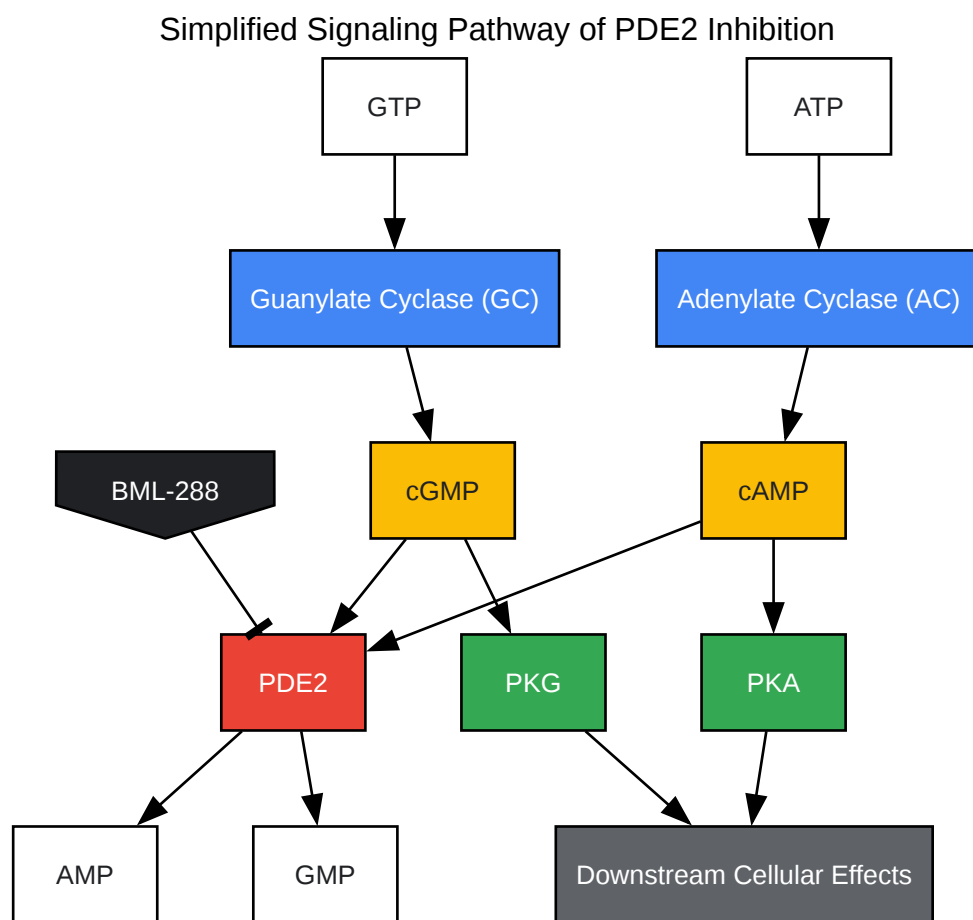 Simplified Signaling Pathway of PDE2 Inhibition
GTP
ATP
Guanylate Cyclase (GC)
Adenylate Cyclase (AC)
BML-288
cGMP
cAMP
PDE2
PKG
PKA
AMP
GMP
Downstream Cellular Effects